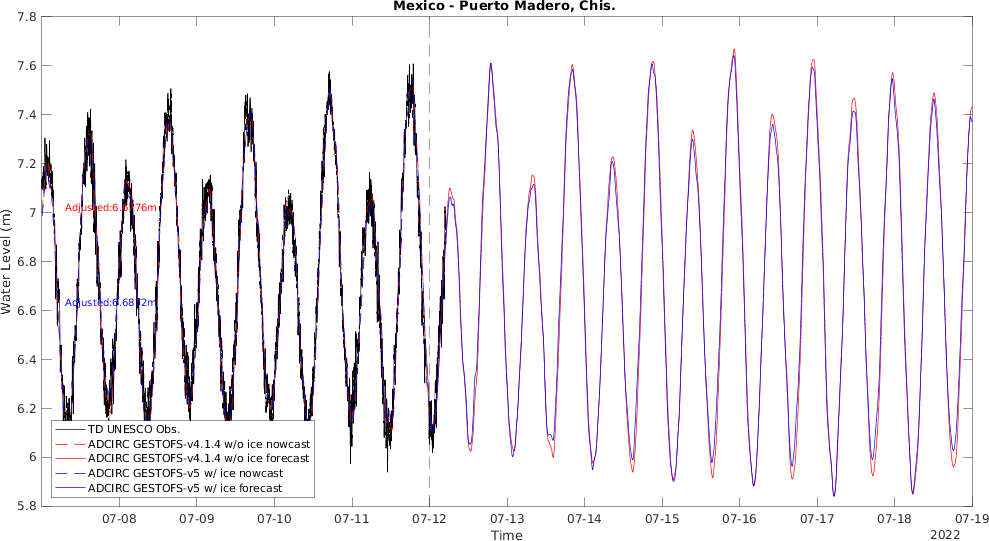 Mexico - Puerto Madero, Chis.
7.8
7.6
7.4
7.2
7
6.8
6.6
6.4
6.2
6
5.8
Water Level (m)
Adjusted:
Adjusted:
TD UNESCO Obs.
ADCIRC GESTOFS-v4.1.4 w/o ice nowcast
ADCIRC GESTOFS-v4.1.4 w/o ice forecast
ADCIRC GESTOFS-v5 w/ ice nowcast
ADCIRC GESTOFS-v5 w/ ice forecast
07-08 07-09 07-10 07-11 07-12 07-13 07-14 07-15 07-16 07-17 07-18 07-19
Time
2022